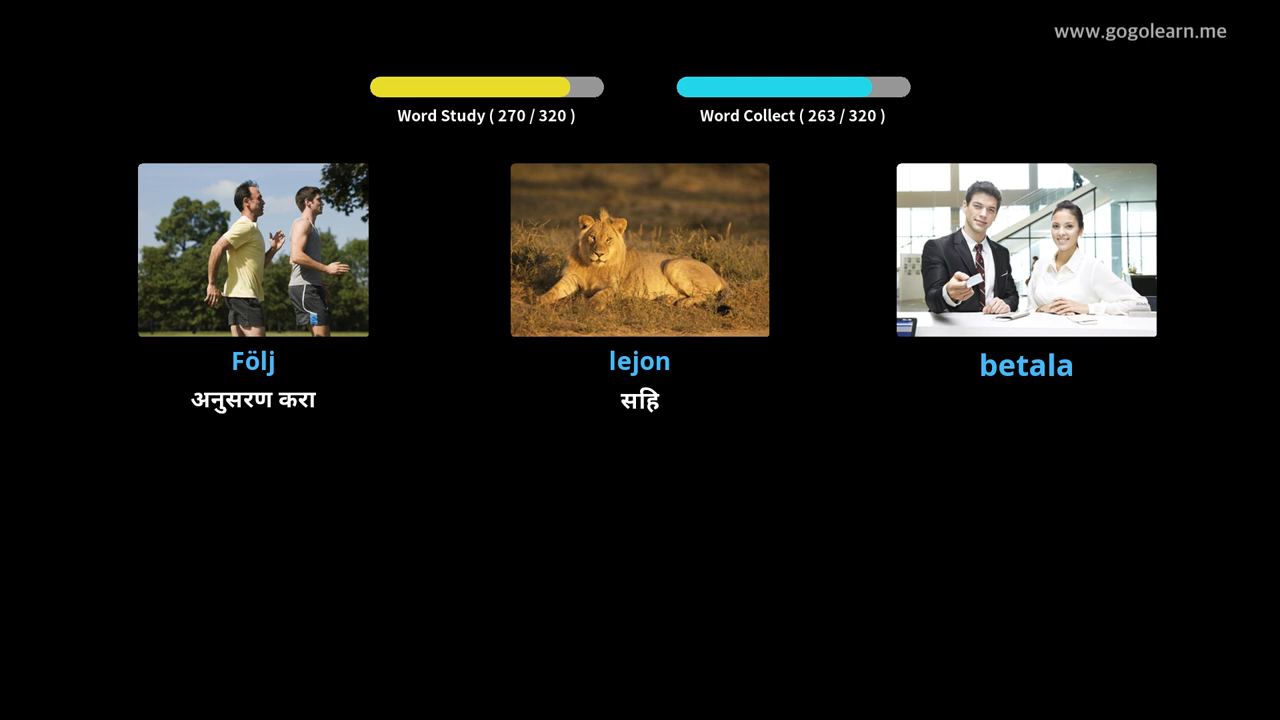 www.gogolearn.me
Word Study ( 270 / 320 )
Word Collect ( 263 / 320 )
Följ
lejon
betala
अनुसरण करा
सहि